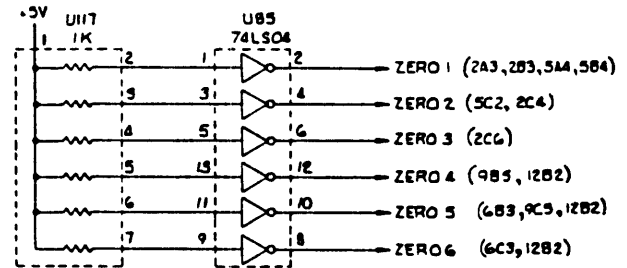 +5V
U117
1K
U85
74LS04
1
2 1 2 ZERO 1 (2A3,2B3,5A4,5B4)
3 3 4 ZERO 2 (5C2, 2C4)
4 5 6 ZERO 3 (2C6)
5 13 12 ZERO 4 (9B5, 12B2)
6 11 10 ZERO 5 (6B3,9C5,12B2)
7 9 8 ZERO 6 (6C3,12B2)